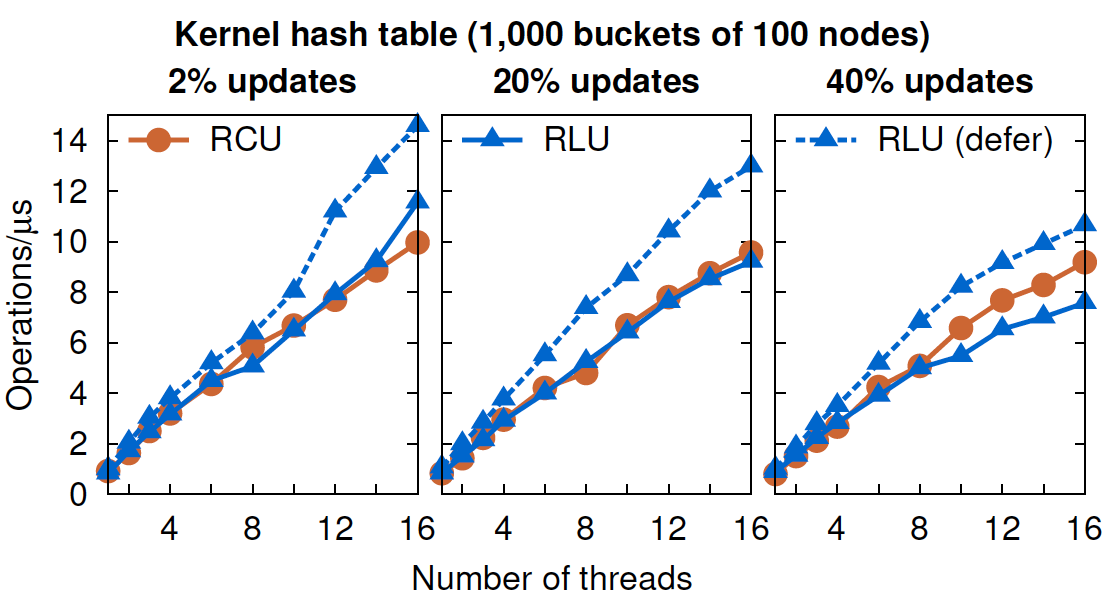 Kernel hash table (1,000 buckets of 100 nodes)
2% updates
20% updates
40% updates
RCU
RLU
RLU (defer)
Operations/µs
14
12
10
8
6
4
2
0
4 8 12 16
4 8 12 16
4 8 12 16
Number of threads